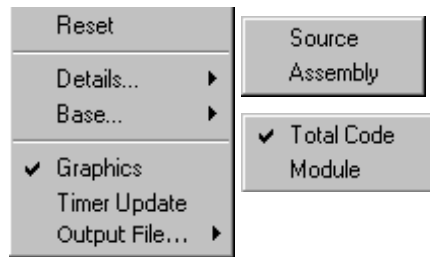 Reset
Details...
Base...
Graphics
Timer Update
Output File...
Source
Assembly
Total Code
Module